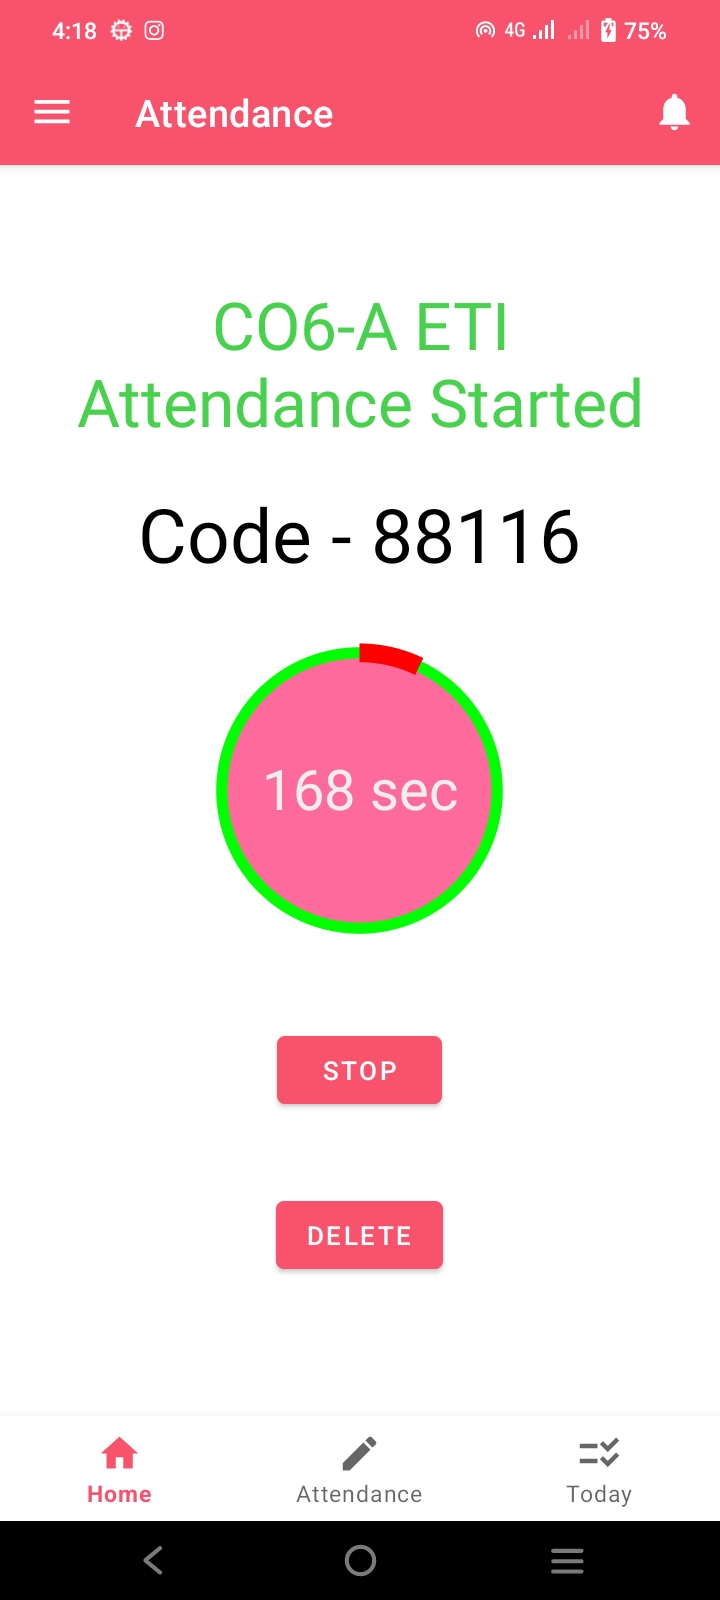 4:18 4G 75%
Attendance
CO6-A ETI
Attendance Started
Code - 88116
168 sec
STOP
DELETE
Home Attendance Today